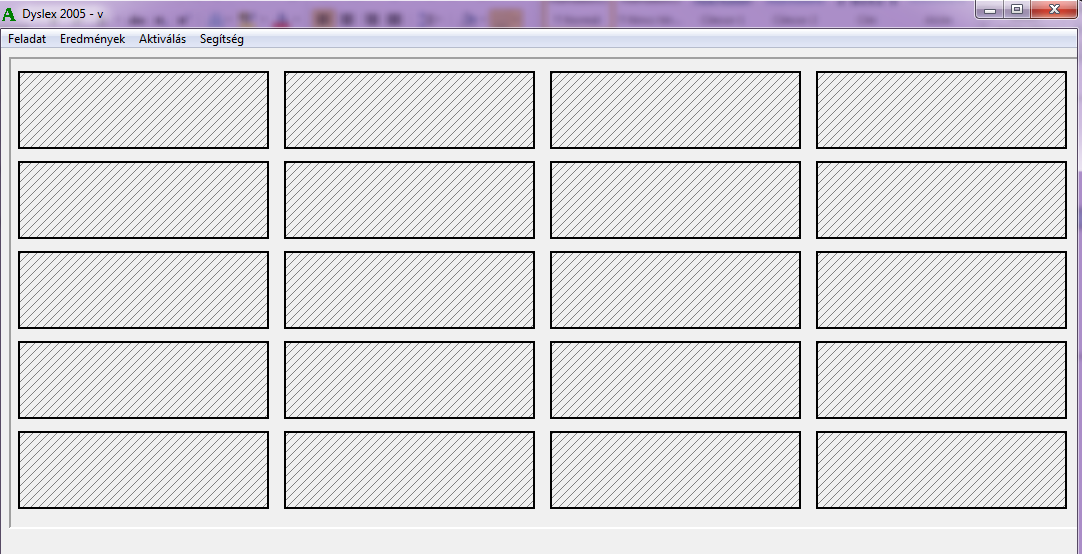 A Dyslex 2005 - v
Feladat Eredmények Aktiválás Segítség